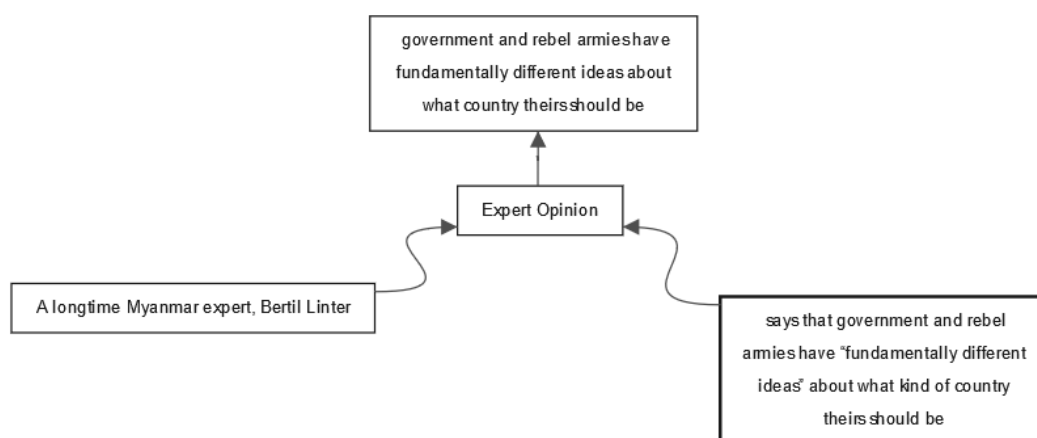 government and rebel armies have
fundamentally different ideas about
what country theirs should be
Expert Opinion
A longtime Myanmar expert, Bertil Linter
says that government and rebel
armies have “fundamentally different
ideas” about what kind of country
theirs should be